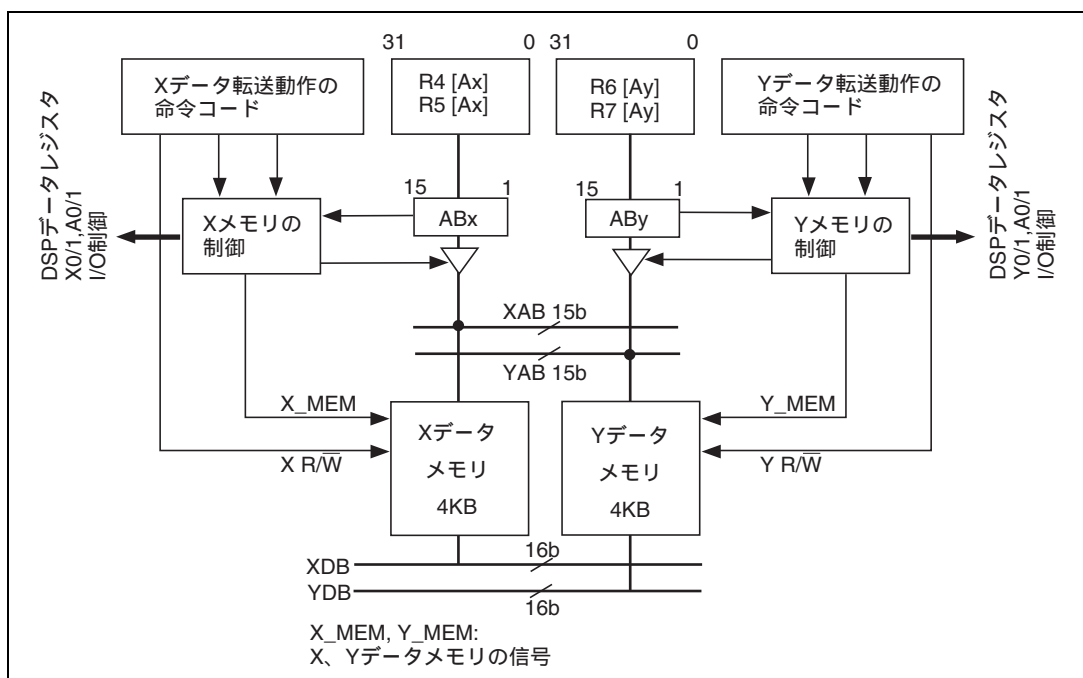 31 0 31 0
Xデータ転送動作の
命令コード
R4 [Ax]
R5 [Ax]
R6 [Ay]
R7 [Ay]
Yデータ転送動作の
命令コード
DSPデータレジスタ
X0/1,A0/1
I/O制御
Xメモリの
制御
15 1
ABx
15 1
ABy
Yメモリの
制御
DSPデータレジスタ
Y0/1,A0/1
I/O制御
XAB 15b
YAB 15b
X_MEM
X R/W̅
Xデータ
メモリ
4KB
Yデータ
メモリ
4KB
Y_MEM
Y R/W̅
XDB 16b
YDB 16b
X_MEM, Y_MEM:
X、Yデータメモリの信号